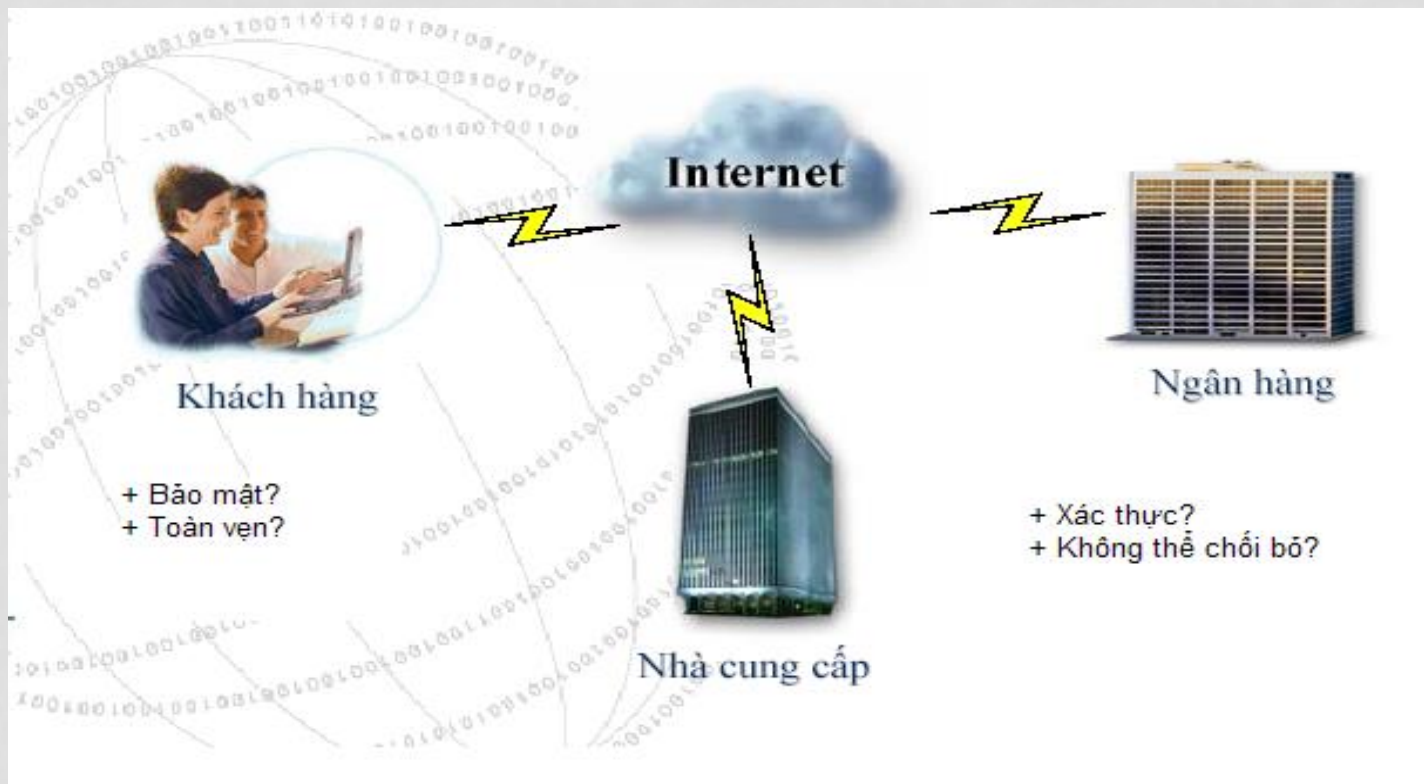 Internet
Khách hàng
Ngân hàng
+ Bảo mật?
+ Toàn vẹn?
+ Xác thực?
+ Không thể chối bỏ?
Nhà cung cấp